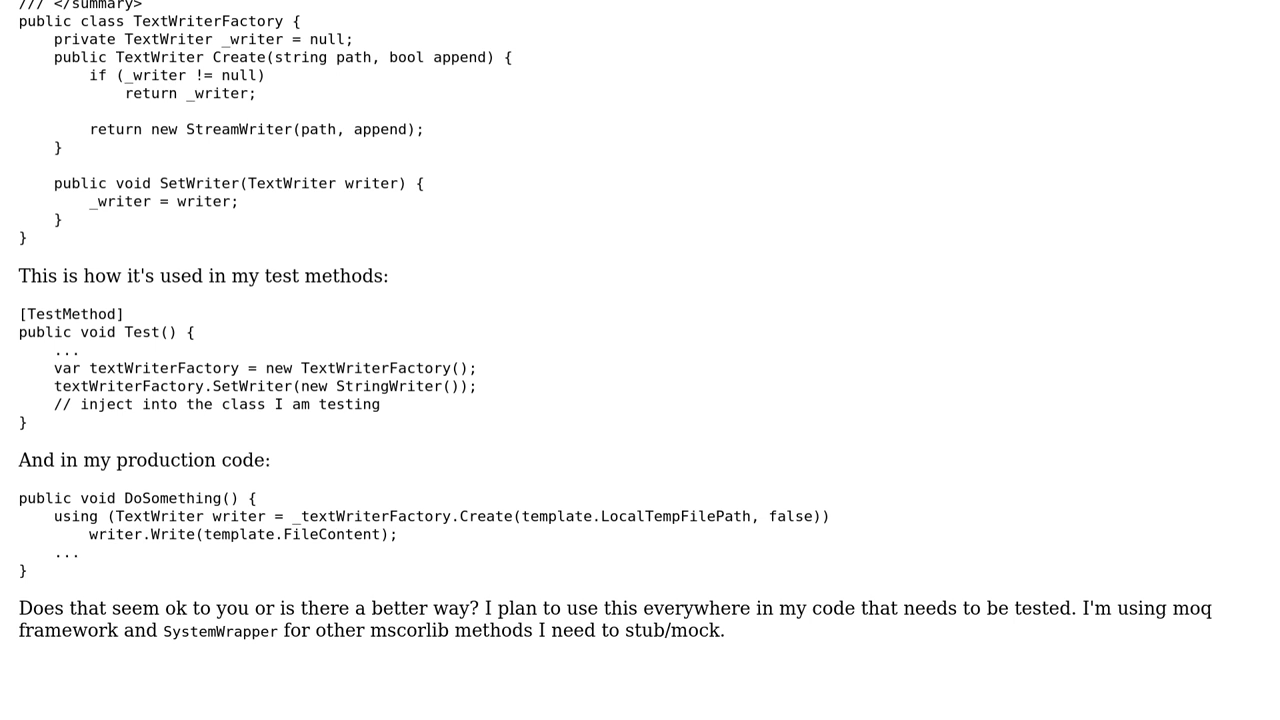 /// </summary>
public class TextWriterFactory {
    private TextWriter _writer = null;
    public TextWriter Create(string path, bool append) {
        if (_writer != null)
            return _writer;

        return new StreamWriter(path, append);
    }

    public void SetWriter(TextWriter writer) {
        _writer = writer;
    }
}
This is how it's used in my test methods:
[TestMethod]
public void Test() {
    ...
    var textWriterFactory = new TextWriterFactory();
    textWriterFactory.SetWriter(new StringWriter());
    // inject into the class I am testing
}
And in my production code:
public void DoSomething() {
    using (TextWriter writer = _textWriterFactory.Create(template.LocalTempFilePath, false))
        writer.Write(template.FileContent);
    ...
}
Does that seem ok to you or is there a better way? I plan to use this everywhere in my code that needs to be tested. I'm using moq
framework and SystemWrapper for other mscorlib methods I need to stub/mock.